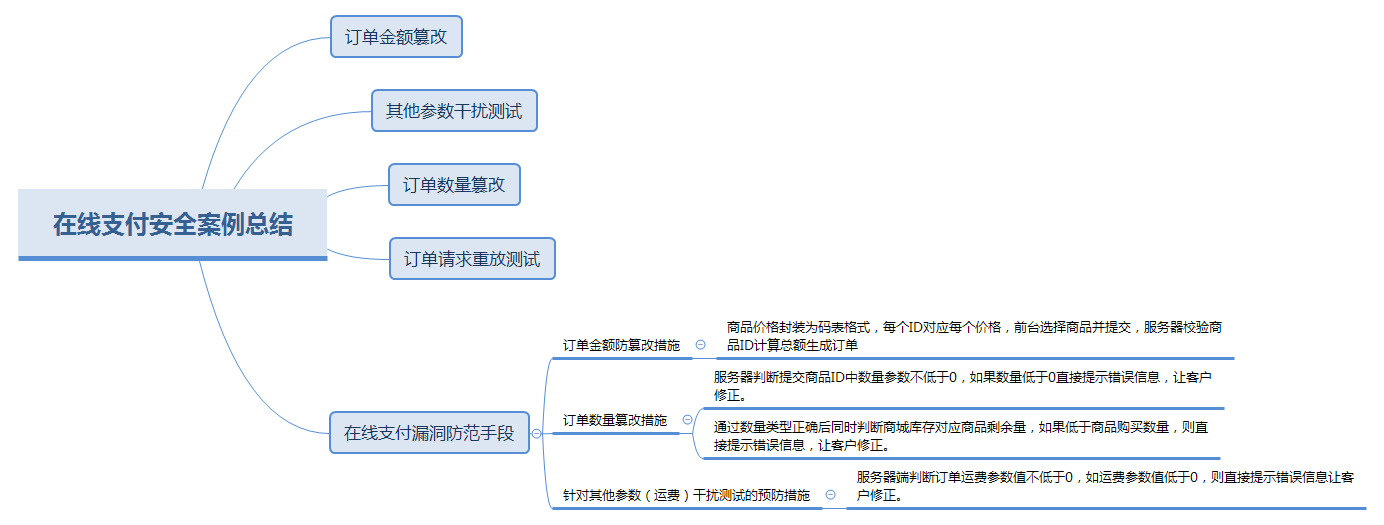 订单金额篡改
其他参数干扰测试
订单数量篡改
在线支付安全案例总结
订单请求重放测试
在线支付漏洞防范手段
订单金额防篡改措施
商品价格封装为码表格式，每个ID对应每个价格，前台选择商品并提交，服务器校验商
品ID计算总额生成订单
订单数量篡改措施
服务器判断提交商品ID中数量参数不低于0，如果数量低于0直接提示错误信息，让客户
修正。
通过数量类型正确后同时判断商城库存对应商品剩余量，如果低于商品购买数量，则直
接提示错误信息，让客户修正。
针对其他参数（运费）干扰测试的预防措施
服务器端判断订单运费参数值不低于0，如运费参数值低于0，则直接提示错误信息让客
户修正。